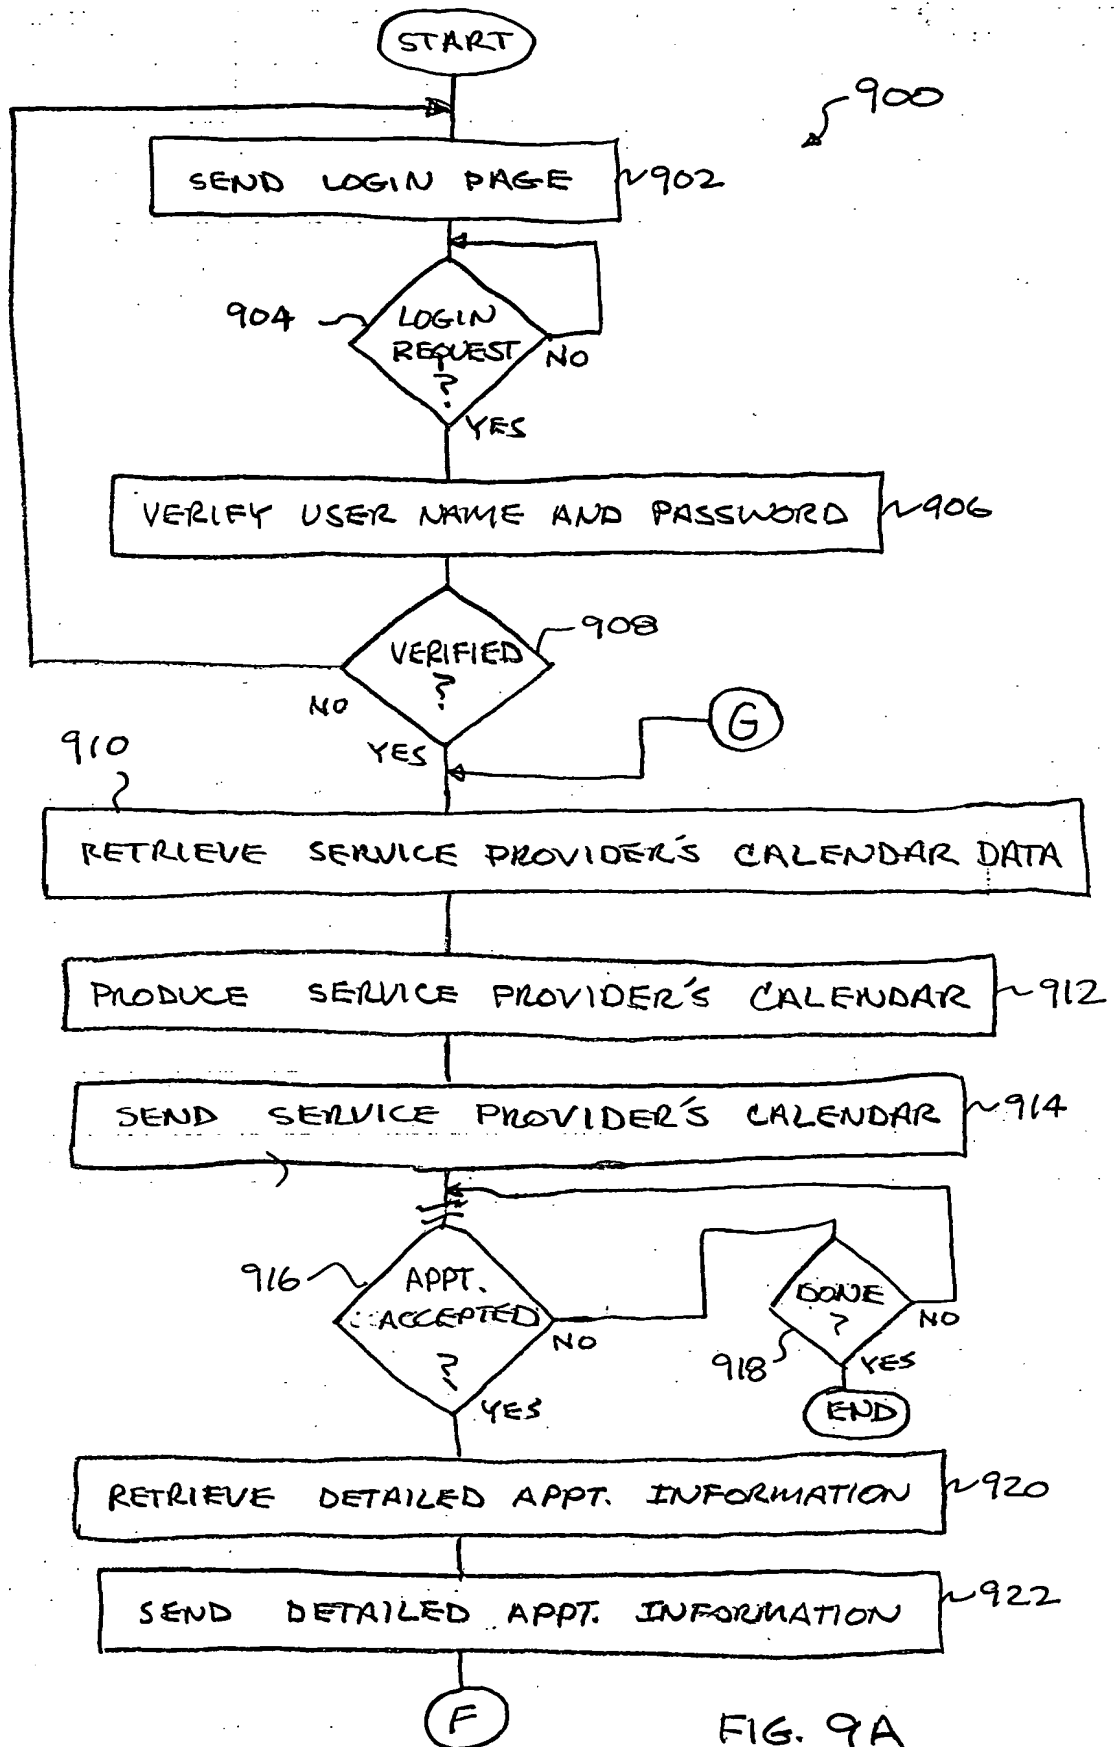 START
900
SEND LOGIN PAGE
902
904
LOGIN
REQUEST
?
NO
YES
VERIFY USER NAME AND PASSWORD
906
VERIFIED
?
908
NO
YES
G
910
RETRIEVE SERVICE PROVIDER'S CALENDAR DATA
PRODUCE SERVICE PROVIDER'S CALENDAR
912
SEND SERVICE PROVIDER'S CALENDAR
914
916
APPT.
ACCEPTED
?
NO
YES
DONE
?
NO
918
YES
END
RETRIEVE DETAILED APPT. INFORMATION
920
SEND DETAILED APPT. INFORMATION
922
F
FIG. 9A